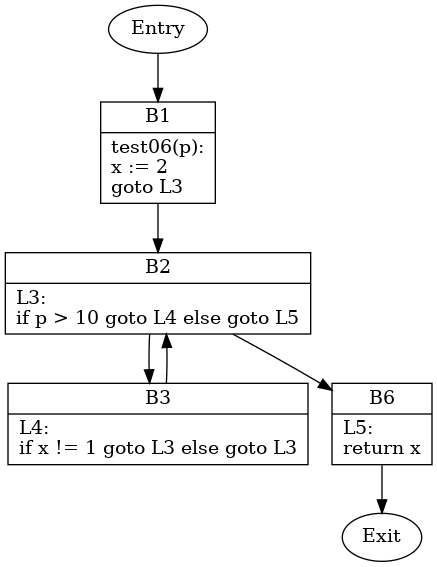 Entry
B1
test06(p):
x := 2
goto L3
B2
L3:
if p > 10 goto L4 else goto L5
B3
L4:
if x != 1 goto L3 else goto L3
B6
L5:
return x
Exit